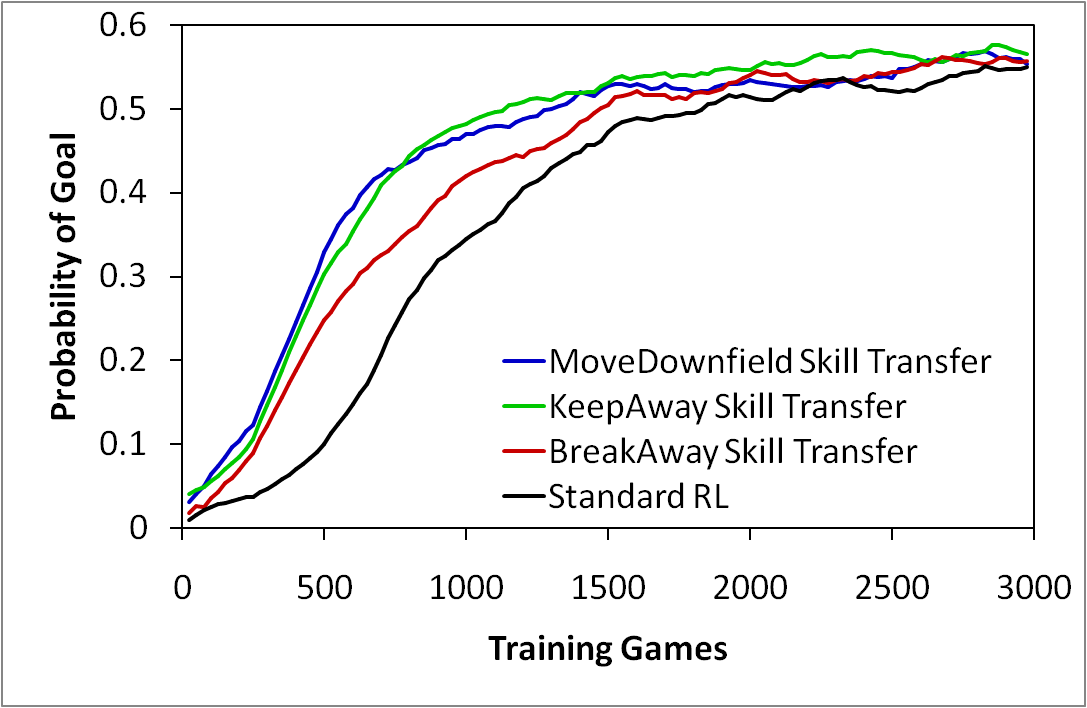 0.6
0.5
0.4
0.3
0.2
0.1
0
Probability of Goal
MoveDownfield Skill Transfer
KeepAway Skill Transfer
BreakAway Skill Transfer
Standard RL
0 500 1000 1500 2000 2500 3000
Training Games